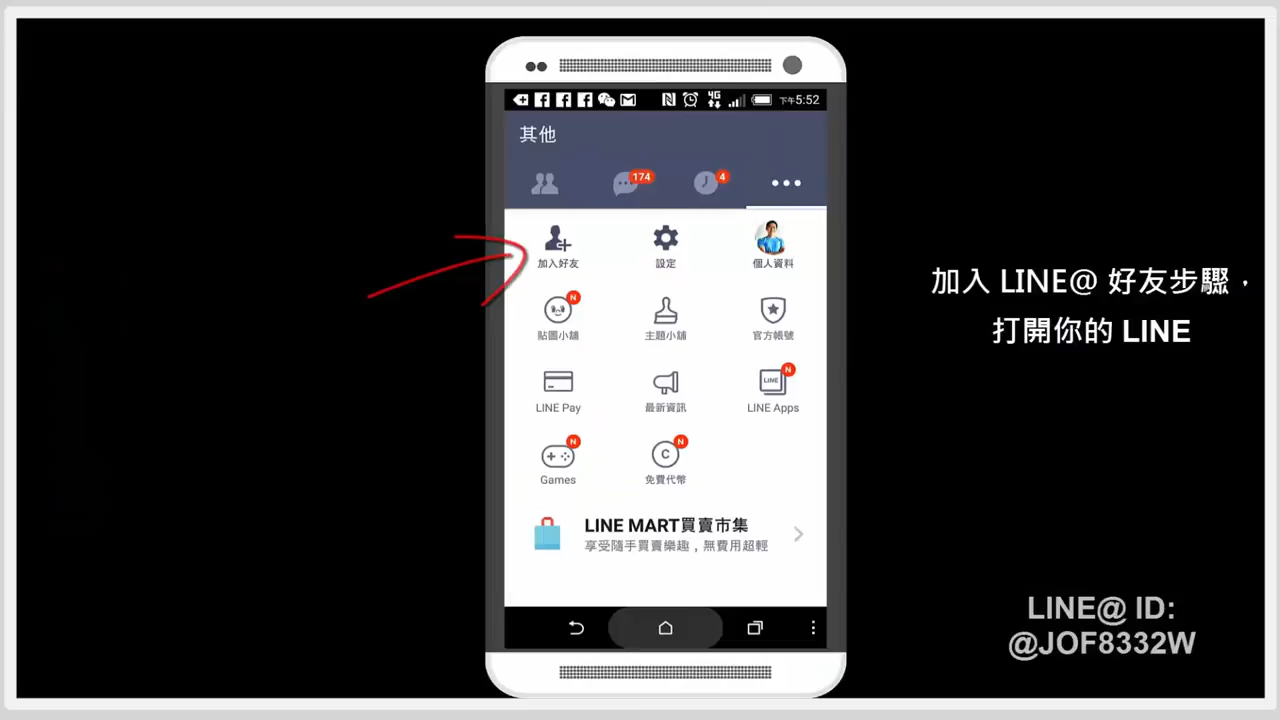 下午5:52
其他
174
4
加入好友
設定
個人資料
N
貼圖小舖
主題小舖
官方帳號
LINE
N
LINE Pay
最新資訊
LINE Apps
N
N
Games
免費代幣
LINE MART買賣市集
享受隨手買賣樂趣，無費用超輕
加入 LINE@ 好友步驟，
打開你的 LINE
LINE@ ID:
@JOF8332W